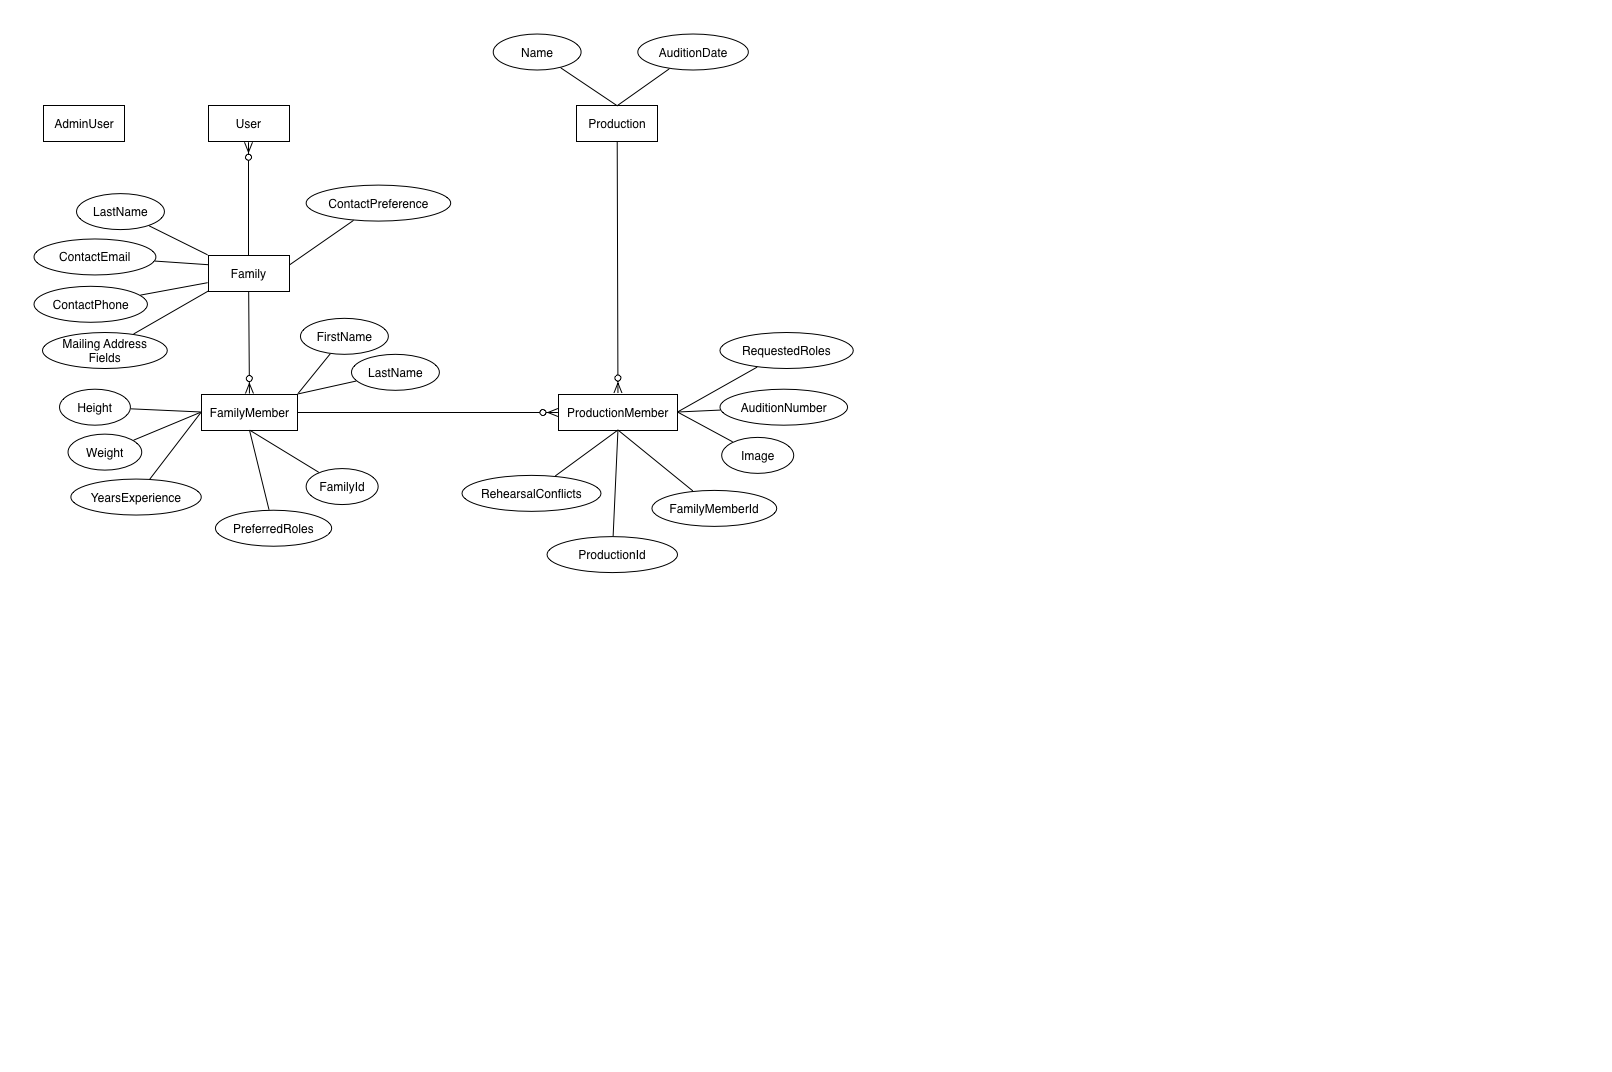 Name
AuditionDate
AdminUser
User
Production
ContactPreference
LastName
ContactEmail
Family
ContactPhone
Mailing Address
Fields
FirstName
LastName
RequestedRoles
Height
FamilyMember
ProductionMember
AuditionNumber
Weight
Image
YearsExperience
FamilyId
RehearsalConflicts
FamilyMemberId
PreferredRoles
ProductionId